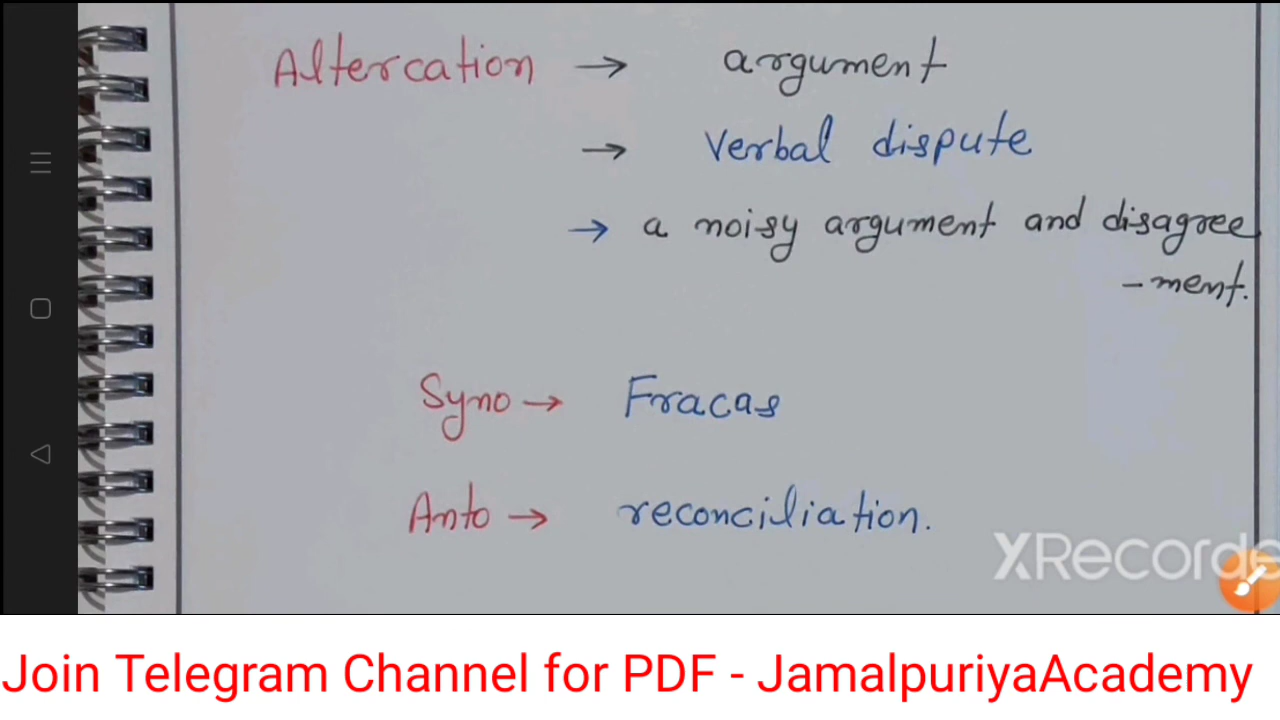 Altercation → argument
→ Verbal dispute
→ a noisy argument and disagree
-ment.
Syno → Fracas
Anto → reconciliation.
XRecorde
Join Telegram Channel for PDF - JamalpuriyaAcademy